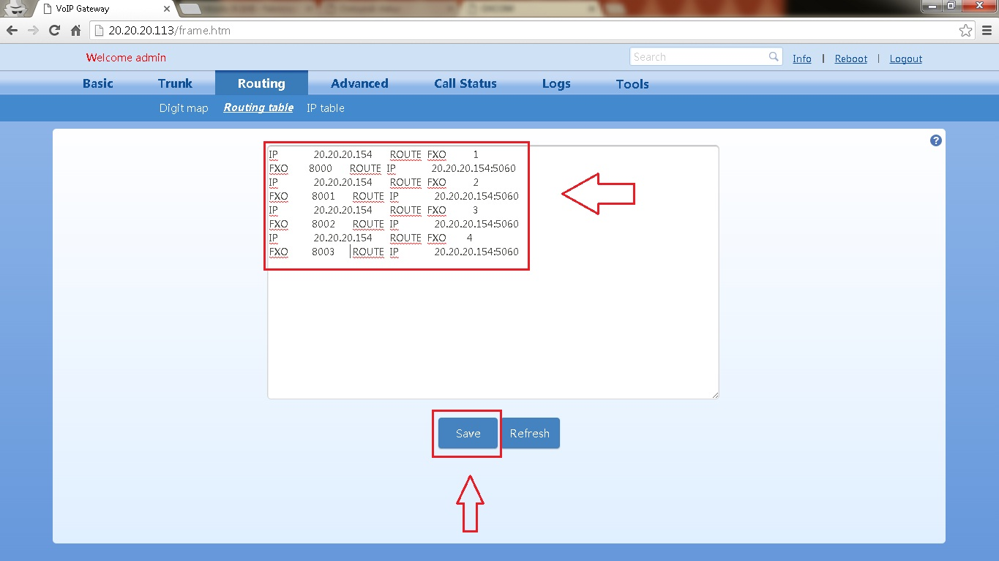 VoIP Gateway
20.20.20.113/frame.htm
Welcome admin
Search
Info | Reboot | Logout
Basic Trunk Routing Advanced Call Status Logs Tools
Digit map Routing table IP table
IP 20.20.20.154 ROUTE FXO 1
FXO 8000 ROUTE IP 20.20.20.154:5060
IP 20.20.20.154 ROUTE FXO 2
FXO 8001 ROUTE IP 20.20.20.154:5060
IP 20.20.20.154 ROUTE FXO 3
FXO 8002 ROUTE IP 20.20.20.154:5060
IP 20.20.20.154 ROUTE FXO 4
FXO 8003 ROUTE IP 20.20.20.154:5060
Save Refresh